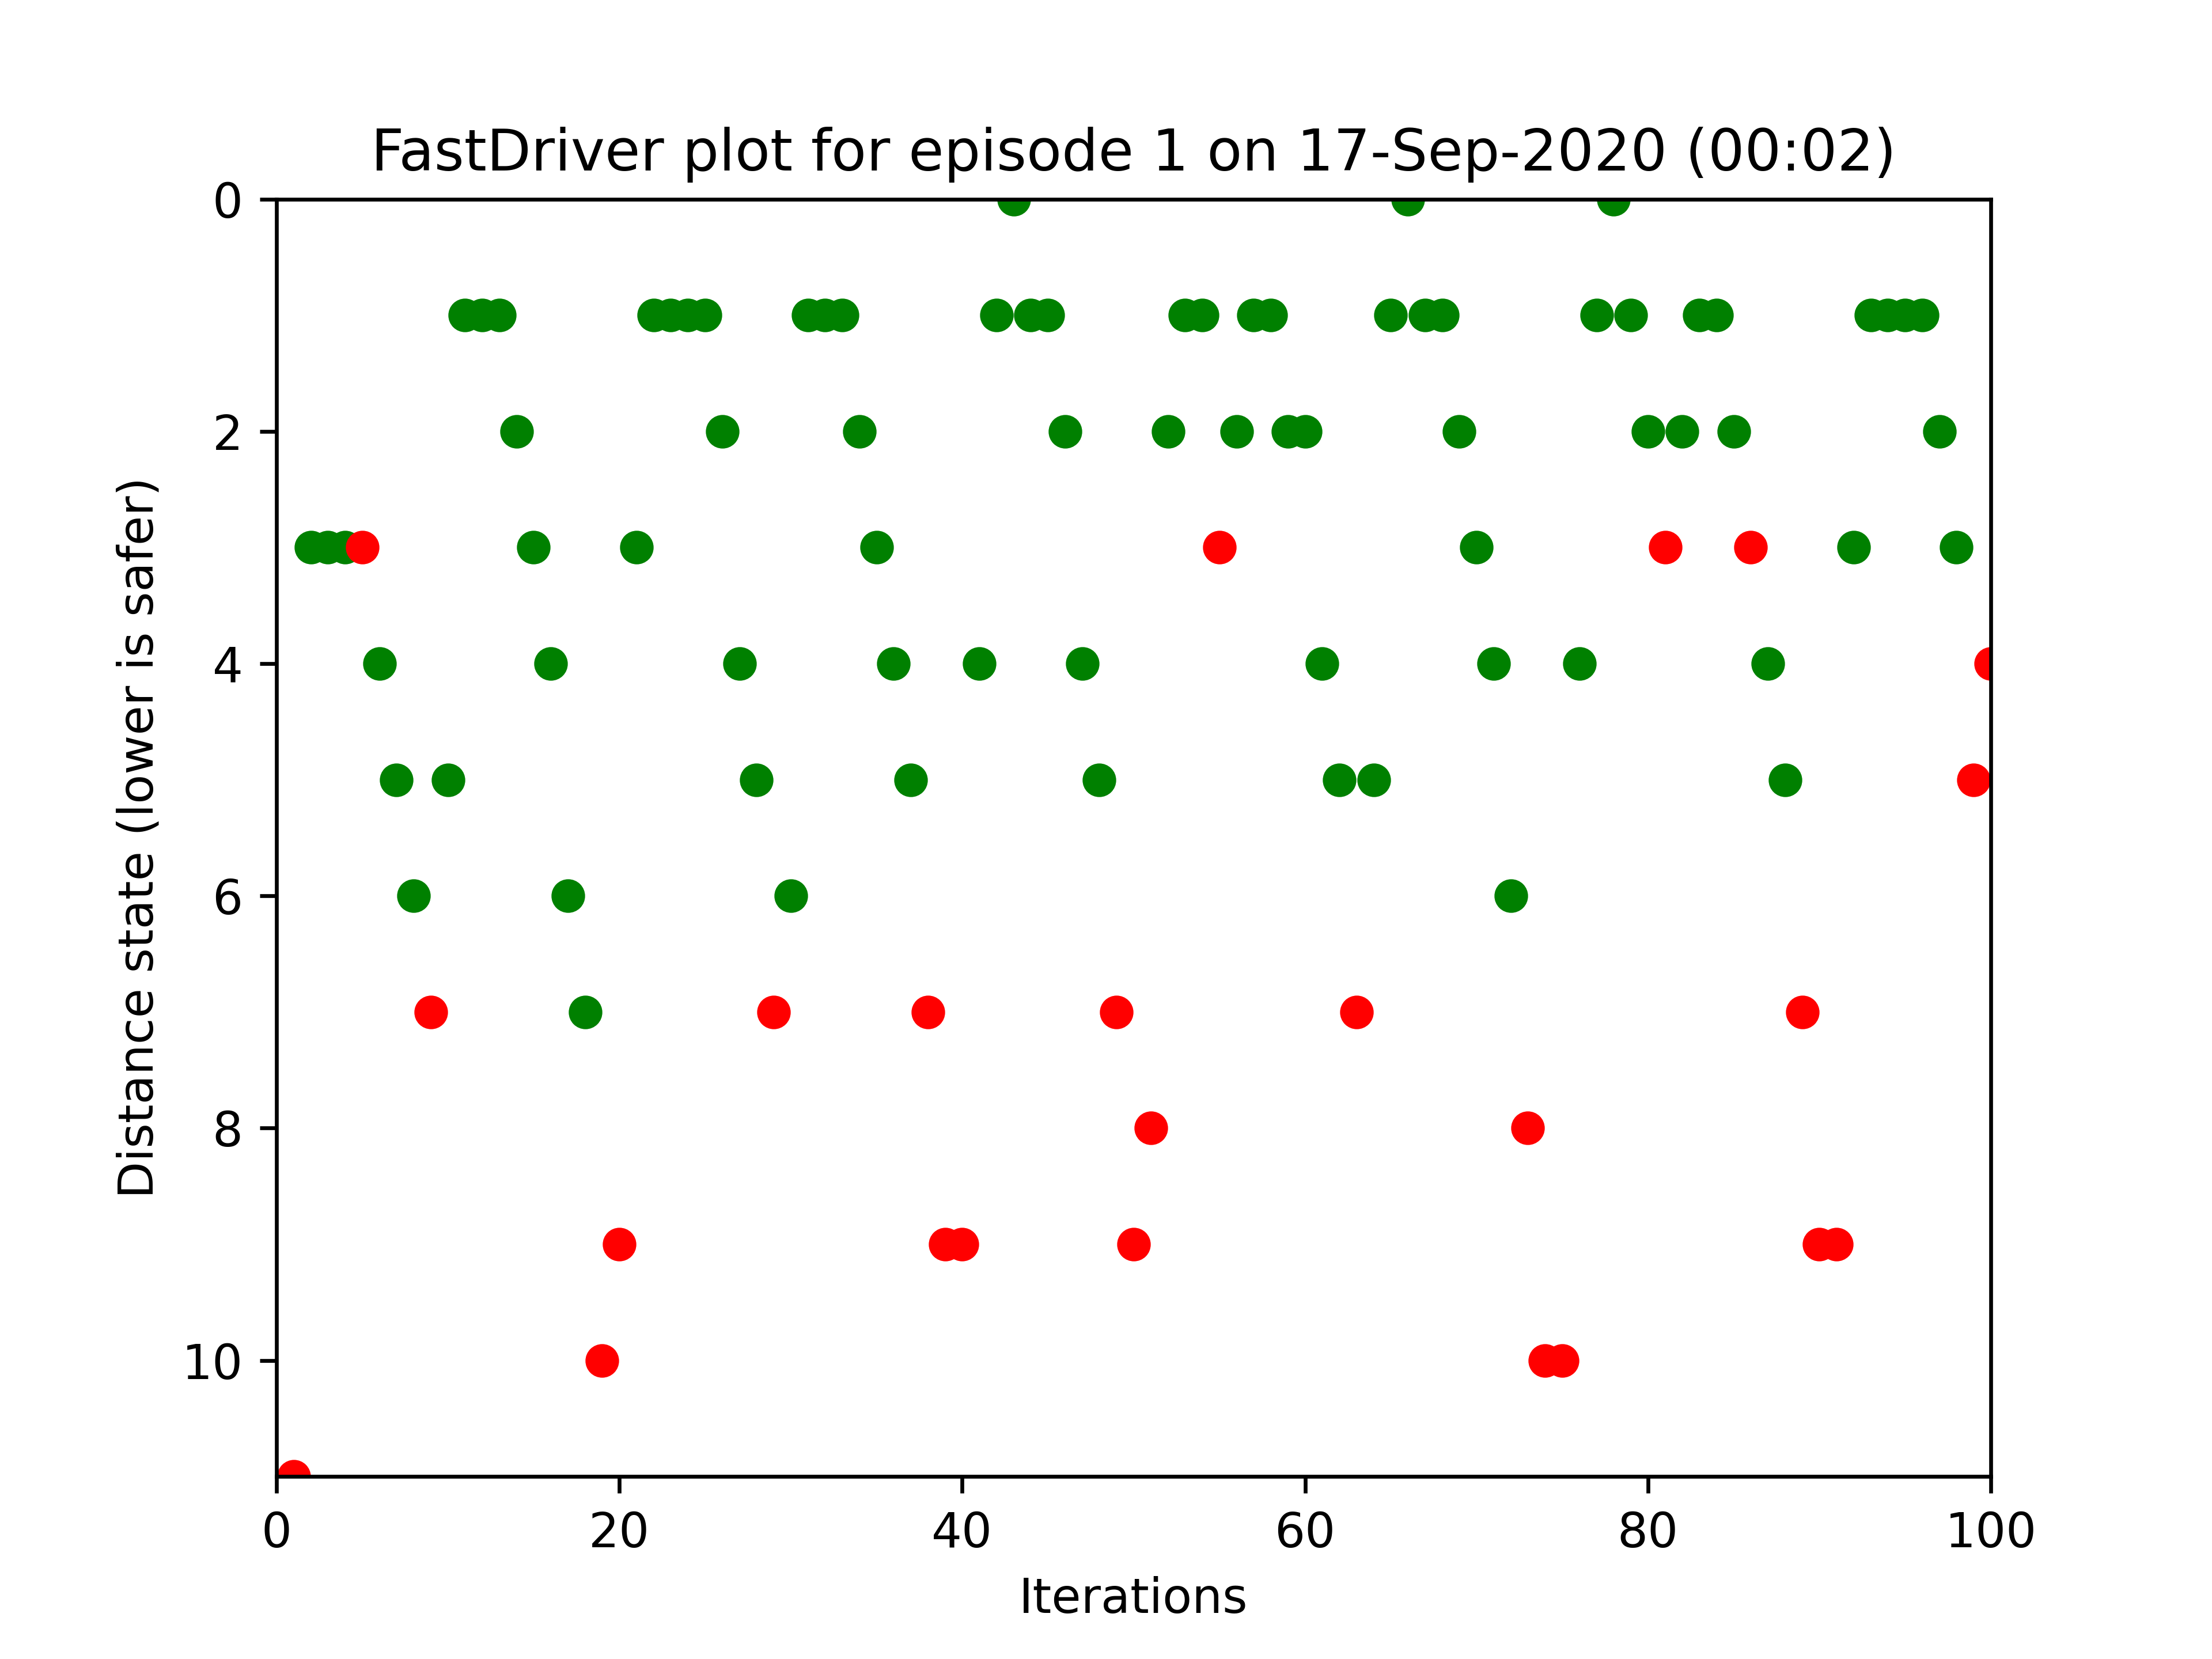 FastDriver plot for episode 1 on 17-Sep-2020 (00:02)
Distance state (lower is safer)
0
2
4
6
8
10
0 20 40 60 80 100
Iterations